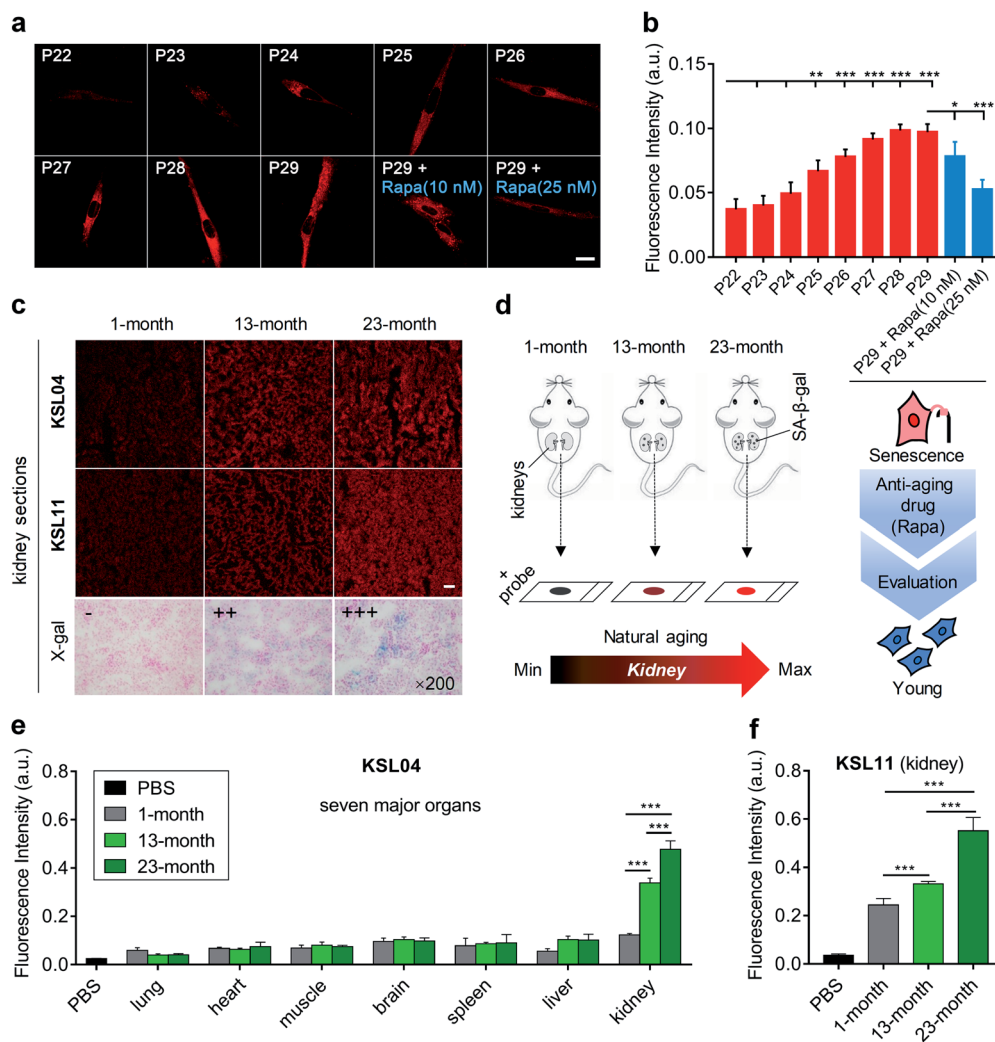 a
P22
P23
P24
P25
P26
P27
P28
P29
P29 +
Rapa(10 nM)
P29 +
Rapa(25 nM)
b
Fluorescence Intensity (a.u.)
0.15
0.10
0.05
0.00
** *** *** *** ***
* ***
P22
P23
P24
P25
P26
P27
P28
P29
P29 + Rapa(10 nM)
P29 + Rapa(25 nM)
Senescence
Anti-aging
drug
(Rapa)
Evaluation
Young
c
1-month 13-month 23-month
kidney sections
KSL04
KSL11
X-gal
-
++
+++
×200
d
1-month 13-month 23-month
SA-β-gal
kidneys
+
probe
Natural aging
Min Kidney Max
e
KSL04
seven major organs
Fluorescence Intensity (a.u.)
0.8
0.6
0.4
0.2
0.0
PBS
1-month
13-month
23-month
***
***
***
PBS
lung
heart
muscle
brain
spleen
liver
kidney
f
KSL11 (kidney)
Fluorescence Intensity (a.u.)
0.8
0.6
0.4
0.2
0.0
***
***
***
PBS
1-month
13-month
23-month